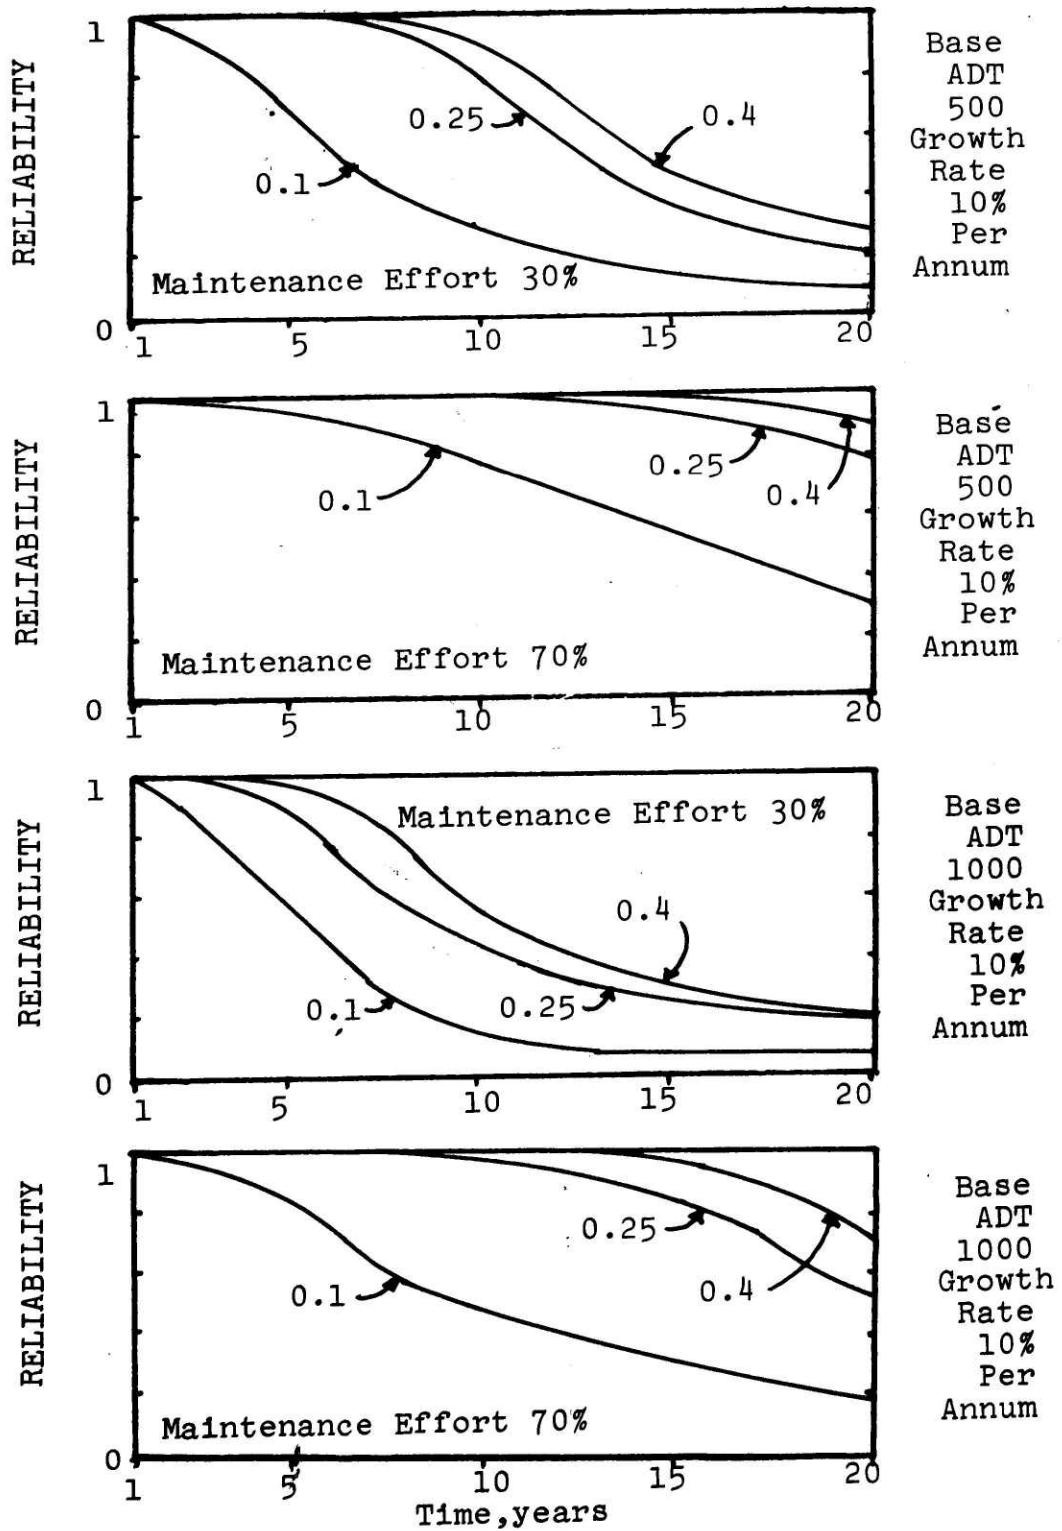 RELIABILITY
1
0.25
0.4
0.1
Maintenance Effort 30%
0
1
5
10
15
20
Base
ADT
500
Growth
Rate
10%
Per
Annum
RELIABILITY
1
0.25
0.4
0.1
Maintenance Effort 70%
0
1
5
10
15
20
Base
ADT
500
Growth
Rate
10%
Per
Annum
RELIABILITY
1
Maintenance Effort 30%
0.4
0.1
0.25
0
1
5
10
15
20
Base
ADT
1000
Growth
Rate
10%
Per
Annum
RELIABILITY
1
0.25
0.4
0.1
Maintenance Effort 70%
0
1
5
10
15
20
Time,years
Base
ADT
1000
Growth
Rate
10%
Per
Annum